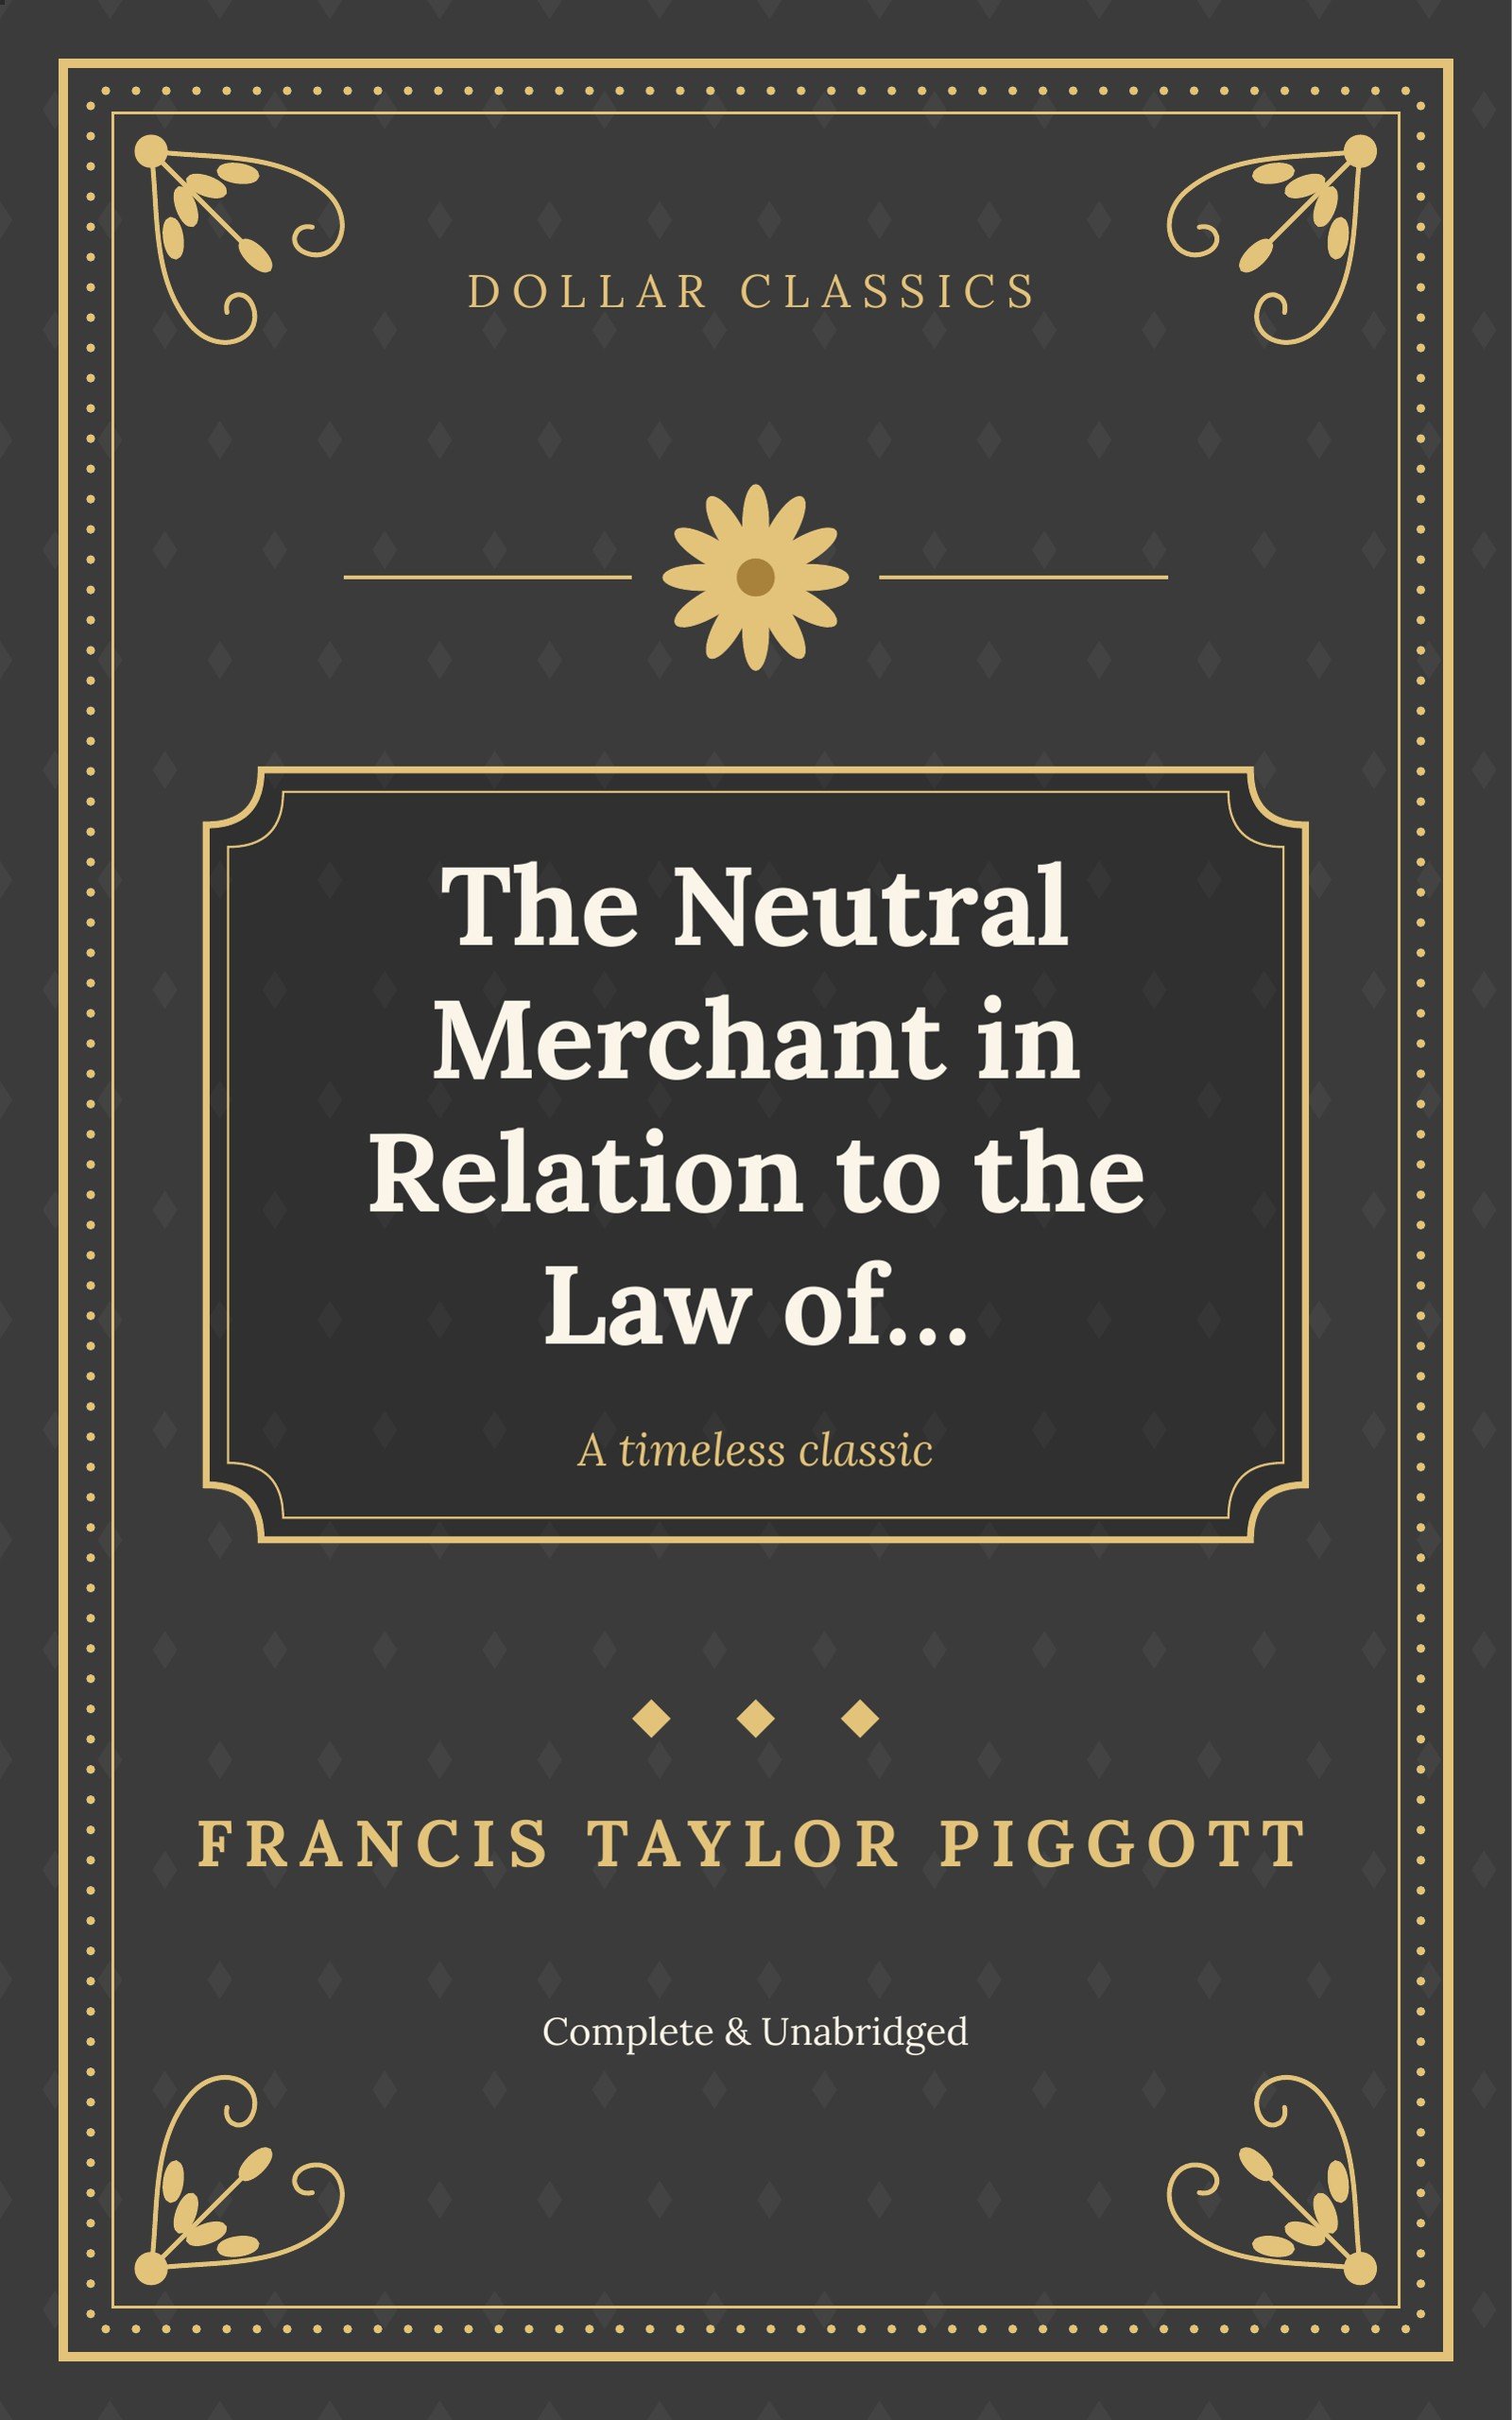 DOLLAR CLASSICS
The Neutral
Merchant in
Relation to the
Law of...
A timeless classic
FRANCIS TAYLOR PIGGOTT
Complete & Unabridged